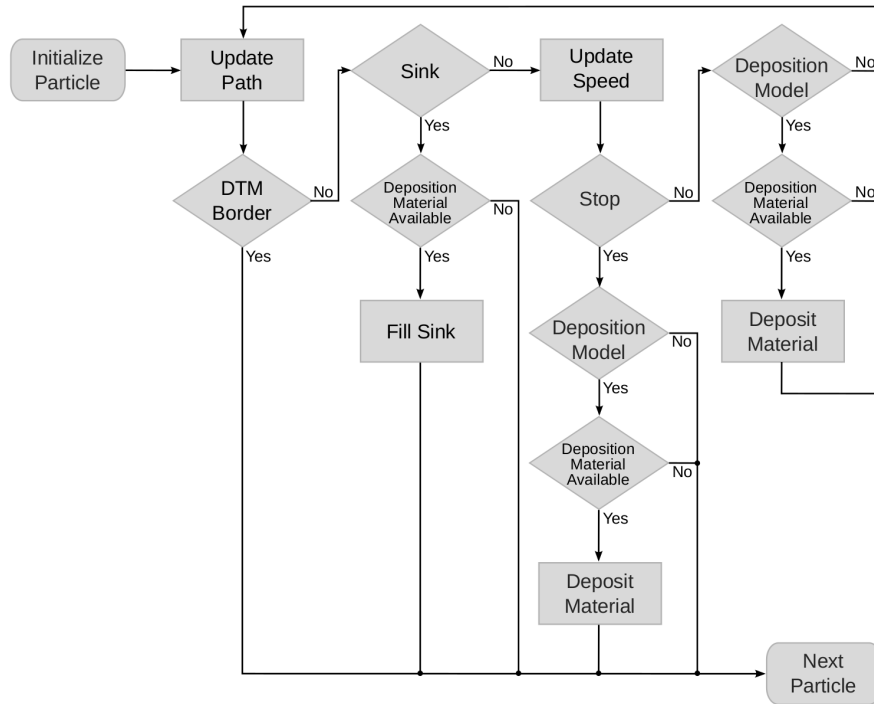 Initialize
Particle
Update
Path
Sink
No
Update
Speed
Deposition
Model
No
Yes
Yes
DTM
Border
No
Deposition
Material
Available
No
Stop
No
Deposition
Material
Available
No
Yes
Yes
Yes
Yes
Fill Sink
Deposition
Model
No
Deposit
Material
Yes
Deposition
Material
Available
No
Yes
Deposit
Material
Next
Particle